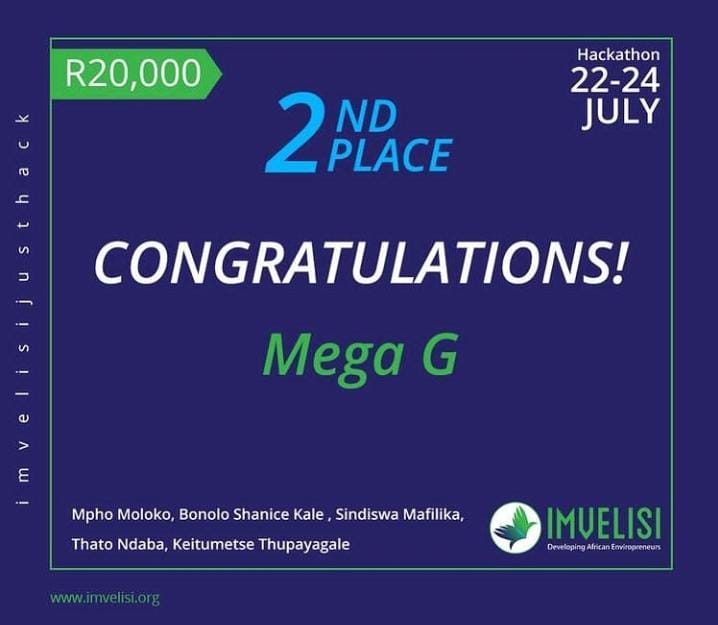 R20,000
Hackathon
22-24
JULY
2ND
PLACE
CONGRATULATIONS!
Mega G
imvelisijusthack
Mpho Moloko, Bonolo Shanice Kale , Sindiswa Mafilika,
Thato Ndaba, Keitumetse Thupayagale
IMVELISI
Developing African Enviropreneurs
www.imvelisi.org